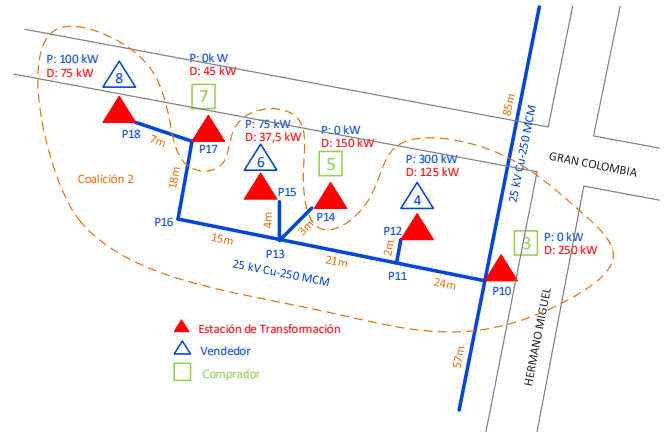 P: 100 kW
D: 75 kW
8
P18
7m
P: 0k W
D: 45 kW
7
P17
18m
P: 75 kW
D: 37,5 kW
6
P15
4m
P: 0 kW
D: 150 kW
5
P14
3m
P: 300 kW
D: 125 kW
4
P12
2m
85m
25 kV Cu-250 MCM
GRAN COLOMBIA
Coalición 2
P16
15m
P13
21m
P11
24m
25 kV Cu-250 MCM
3
P: 0 kW
D: 250 kW
P10
57m
HERMANO MIGUEL
Estación de Transformación
Vendedor
Comprador